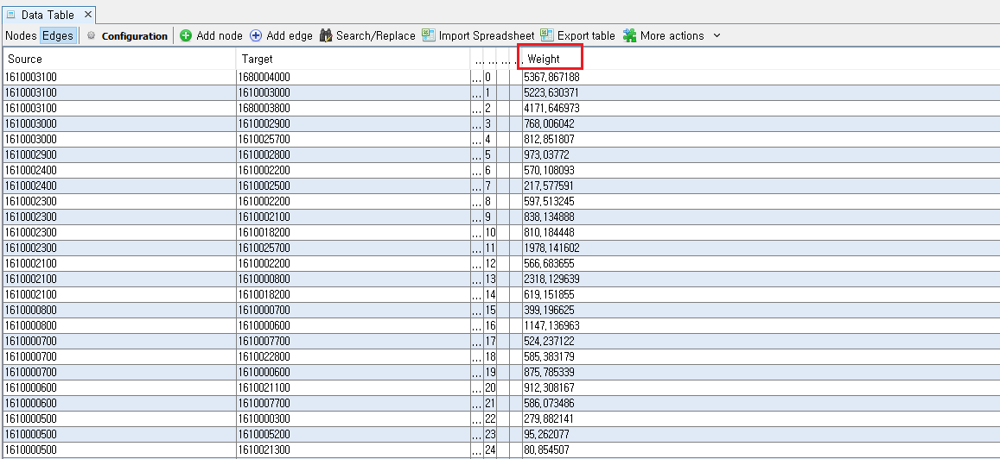 Data Table ×
Nodes Edges Configuration Add node Add edge Search/Replace Import Spreadsheet Export table More actions
Source Target ... ... ... ... .. Weight
1610003100 1680004000 ... 0 5367,867188
1610003100 1610003000 ... 1 5223,630371
1610003100 1680003800 ... 2 4171,646973
1610003000 1610002900 ... 3 768,006042
1610003000 1610025700 ... 4 812,851807
1610002900 1610002800 ... 5 973,03772
1610002400 1610002200 ... 6 570,108093
1610002400 1610002500 ... 7 217,577591
1610002300 1610002200 ... 8 597,513245
1610002300 1610002100 ... 9 838,134888
1610002300 1610018200 ... 10 810,184448
1610002300 1610025700 ... 11 1978,141602
1610002100 1610002200 ... 12 566,683655
1610002100 1610000800 ... 13 2318,129639
1610002100 1610018200 ... 14 619,151855
1610000800 1610000700 ... 15 399,196625
1610000800 1610000600 ... 16 1147,136963
1610000700 1610007700 ... 17 524,237122
1610000700 1610022800 ... 18 585,383179
1610000700 1610000600 ... 19 875,785339
1610000600 1610021100 ... 20 912,308167
1610000600 1610007700 ... 21 586,073486
1610000500 1610000300 ... 22 279,882141
1610000500 1610005200 ... 23 95,262077
1610000500 1610021300 ... 24 80,854507